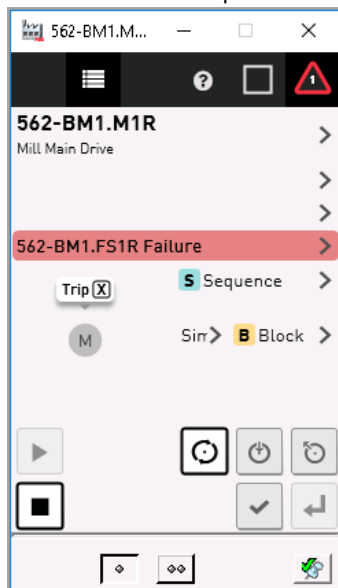 562-BM1.M...
1
562-BM1.M1R
Mill Main Drive
562-BM1.FS1R Failure
S Sequence
Trip X
M
Sim B Block